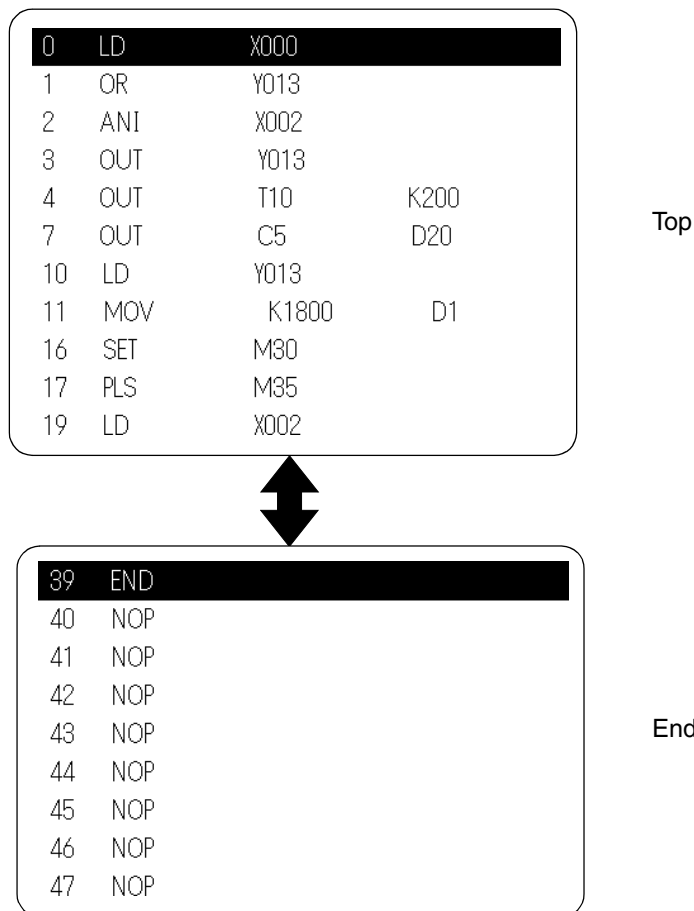 0 LD X000
1 OR Y013
2 ANI X002
3 OUT Y013
4 OUT T10 K200
7 OUT C5 D20
10 LD Y013
11 MOV K1800 D1
16 SET M30
17 PLS M35
19 LD X002
Top
39 END
40 NOP
41 NOP
42 NOP
43 NOP
44 NOP
45 NOP
46 NOP
47 NOP
End